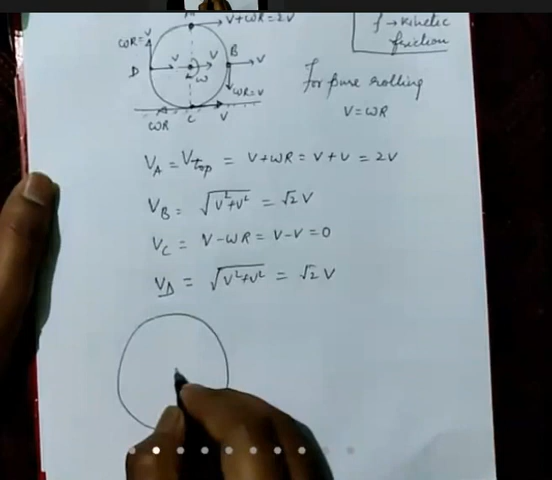 V+ωR=2V
ωR=V
V
V
B
V
D
ω
ωR=V
C
ωR
V
f → Kinetic
friction
For pure rolling
V=ωR
V_A = V_top = V+ωR = V+V = 2V
V_B = √V²+V² = √2 V
V_C = V-ωR = V-V = 0
V_D = √V²+V² = √2 V